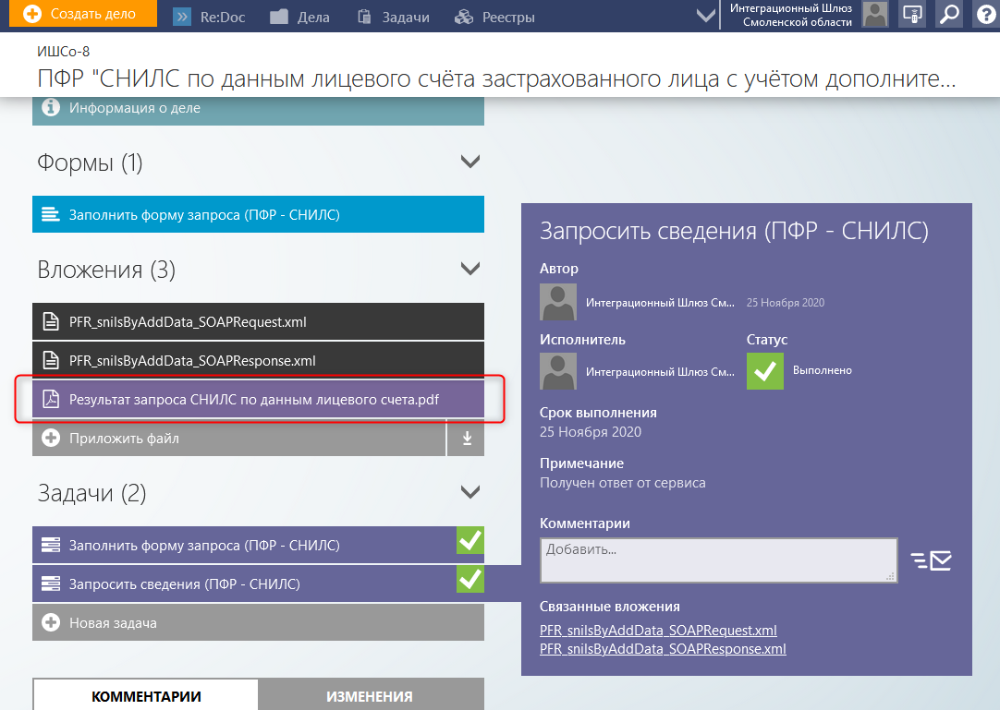 Создать дело
Re:Doc
Дела
Задачи
Реестры
Интеграционный Шлюз
Смоленской области
ИШСо-8
ПФР "СНИЛС по данным лицевого счёта застрахованного лица с учётом дополните...
Информация о деле
Формы (1)
Заполнить форму запроса (ПФР - СНИЛС)
Вложения (3)
PFR_snilsByAddData_SOAPRequest.xml
PFR_snilsByAddData_SOAPResponse.xml
Результат запроса СНИЛС по данным лицевого счета.pdf
Приложить файл
Задачи (2)
Заполнить форму запроса (ПФР - СНИЛС)
Запросить сведения (ПФР - СНИЛС)
Новая задача
КОММЕНТАРИИ
ИЗМЕНЕНИЯ
Запросить сведения (ПФР - СНИЛС)
Автор
Интеграционный Шлюз См...
25 Ноября 2020
Исполнитель
Статус
Интеграционный Шлюз См...
Выполнено
Срок выполнения
25 Ноября 2020
Примечание
Получен ответ от сервиса
Комментарии
Добавить...
Связанные вложения
PFR_snilsByAddData_SOAPRequest.xml
PFR_snilsByAddData_SOAPResponse.xml